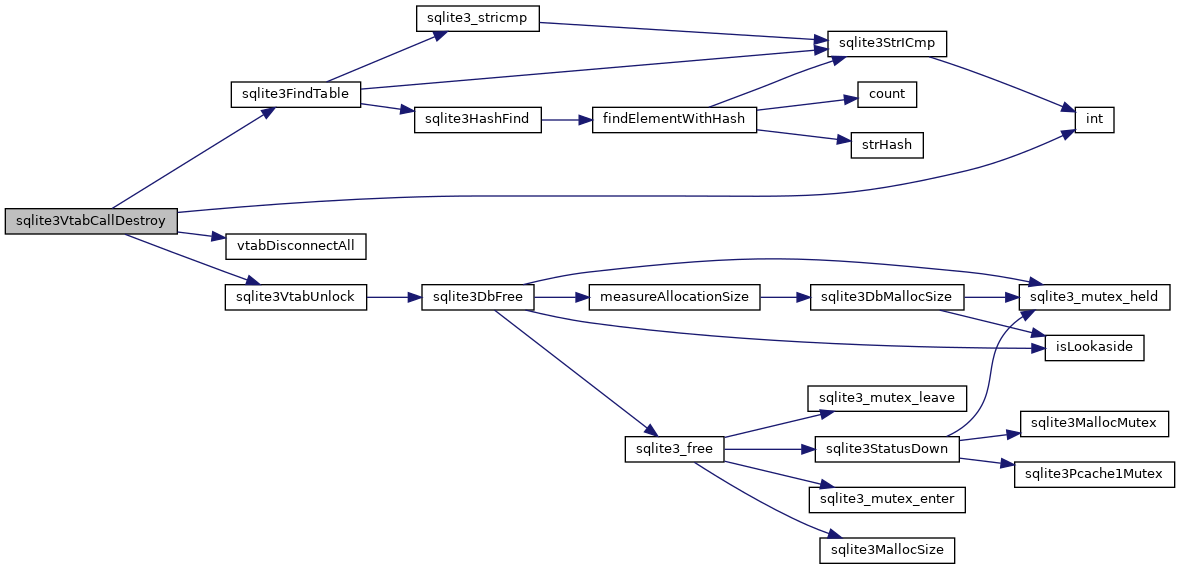 sqlite3_stricmp
sqlite3StrICmp
sqlite3FindTable
count
sqlite3HashFind
findElementWithHash
int
strHash
sqlite3VtabCallDestroy
vtabDisconnectAll
sqlite3VtabUnlock
sqlite3DbFree
measureAllocationSize
sqlite3DbMallocSize
sqlite3_mutex_held
isLookaside
sqlite3_mutex_leave
sqlite3MallocMutex
sqlite3_free
sqlite3StatusDown
sqlite3Pcache1Mutex
sqlite3_mutex_enter
sqlite3MallocSize